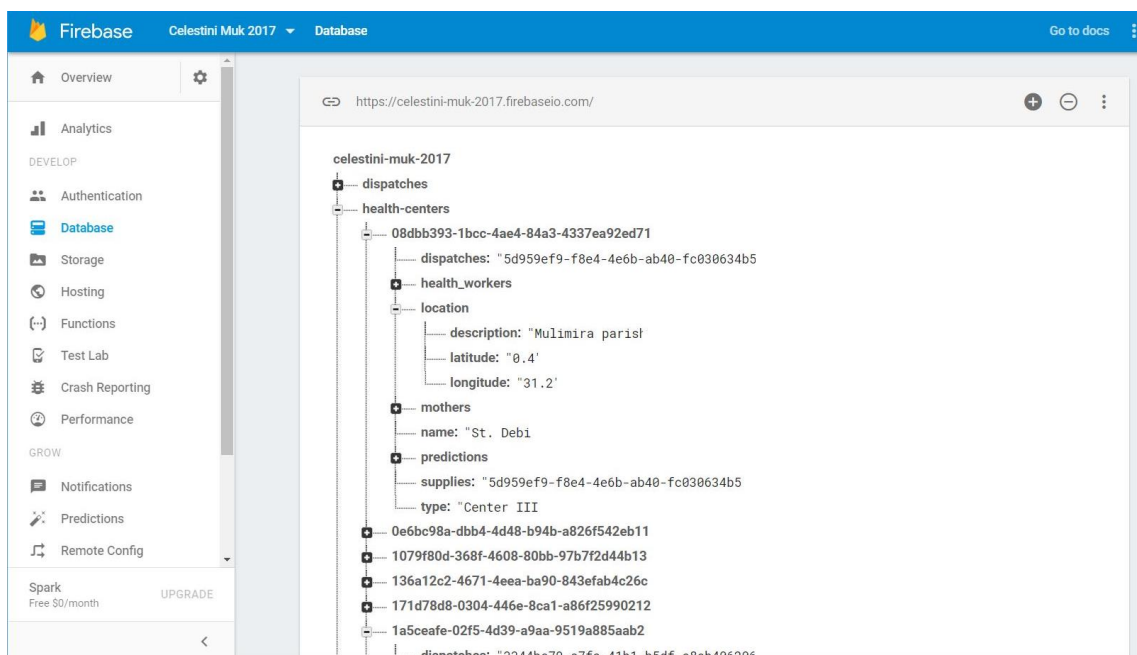 Firebase
Celestini Muk 2017
Database
Go to docs
Overview
Analytics
DEVELOP
Authentication
Database
Storage
Hosting
Functions
Test Lab
Crash Reporting
Performance
GROW
Notifications
Predictions
Remote Config
Spark
Free $0/month
UPGRADE
https://celestini-muk-2017.firebaseio.com/
celestini-muk-2017
dispatches
health-centers
08dbb393-1bcc-4ae4-84a3-4337ea92ed71
dispatches: "5d959ef9-f8e4-4e6b-ab40-fc030634b5
health_workers
location
description: "Mulimira parish
latitude: "0.4'
longitude: "31.2'
mothers
name: "St. Debi
predictions
supplies: "5d959ef9-f8e4-4e6b-ab40-fc030634b5
type: "Center III
0e6bc98a-dbb4-4d48-b94b-a826f542eb11
1079f80d-368f-4608-80bb-97b7f2d44b13
136a12c2-4671-4eea-ba90-843efab4c26c
171d78d8-0304-446e-8ca1-a86f25990212
1a5ceafe-02f5-4d39-a9aa-9519a885aab2
dispatches: